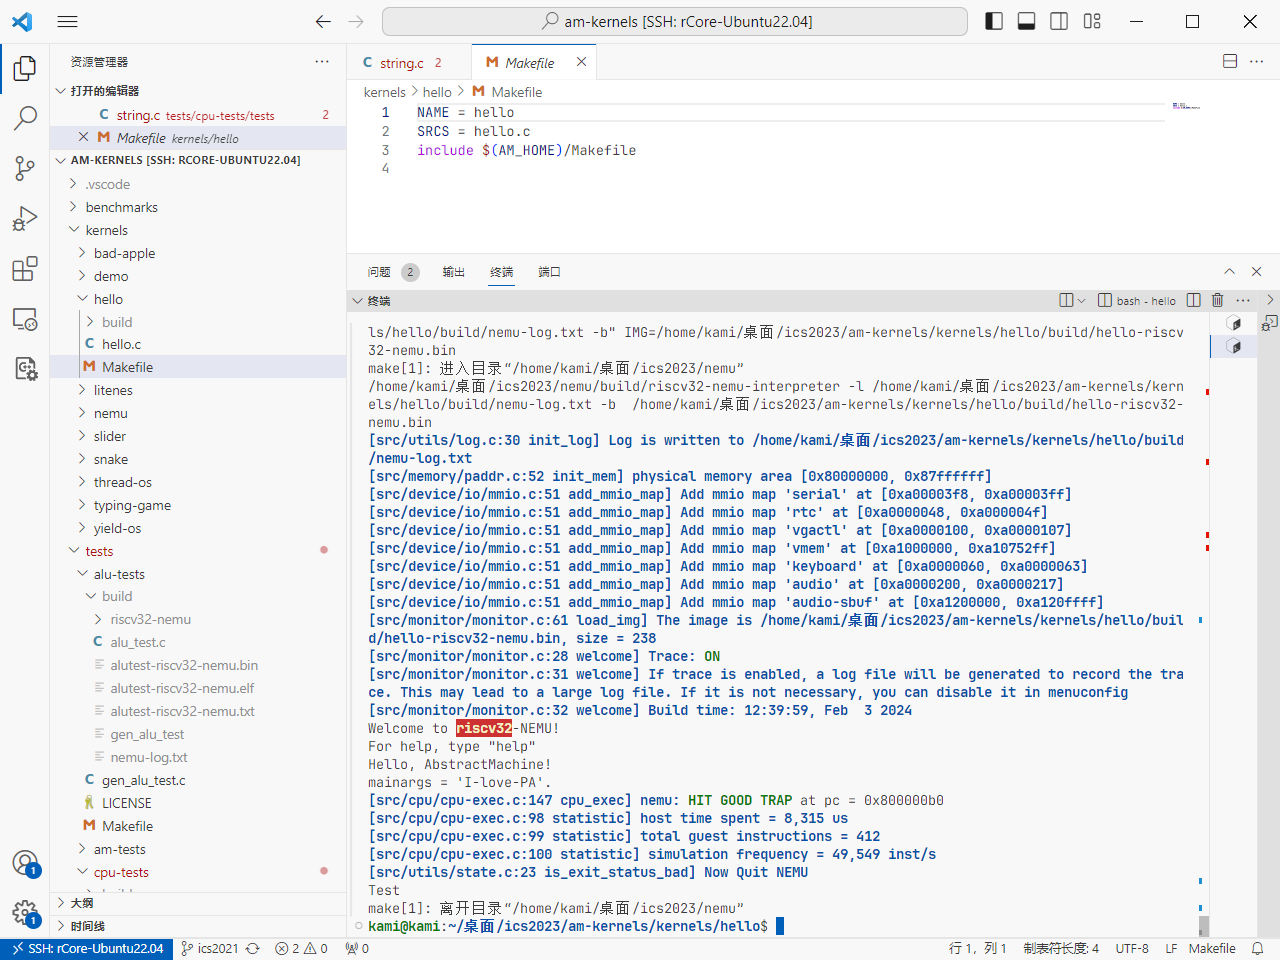 am-kernels [SSH: rCore-Ubuntu22.04]
资源管理器
打开的编辑器
string.c tests/cpu-tests/tests 2
Makefile kernels/hello
AM-KERNELS [SSH: RCORE-UBUNTU22.04]
.vscode
benchmarks
kernels
bad-apple
demo
hello
build
hello.c
Makefile
litenes
nemu
slider
snake
thread-os
typing-game
yield-os
tests
alu-tests
build
riscv32-nemu
alu_test.c
alutest-riscv32-nemu.bin
alutest-riscv32-nemu.elf
alutest-riscv32-nemu.txt
gen_alu_test
nemu-log.txt
gen_alu_test.c
LICENSE
Makefile
am-tests
cpu-tests
大纲
时间线
string.c 2
Makefile
kernels > hello > Makefile
1 NAME = hello
2 SRCS = hello.c
3 include $(AM_HOME)/Makefile
4
问题 2 输出 终端 端口
终端
bash - hello
ls/hello/build/nemu-log.txt -b" IMG=/home/kami/桌面/ics2023/am-kernels/kernels/hello/build/hello-riscv
32-nemu.bin
make[1]: 进入目录“/home/kami/桌面/ics2023/nemu”
/home/kami/桌面/ics2023/nemu/build/riscv32-nemu-interpreter -l /home/kami/桌面/ics2023/am-kernels/kern
els/hello/build/nemu-log.txt -b  /home/kami/桌面/ics2023/am-kernels/kernels/hello/build/hello-riscv32-
nemu.bin
[src/utils/log.c:30 init_log] Log is written to /home/kami/桌面/ics2023/am-kernels/kernels/hello/build
/nemu-log.txt
[src/memory/paddr.c:52 init_mem] physical memory area [0x80000000, 0x87ffffff]
[src/device/io/mmio.c:51 add_mmio_map] Add mmio map 'serial' at [0xa00003f8, 0xa00003ff]
[src/device/io/mmio.c:51 add_mmio_map] Add mmio map 'rtc' at [0xa0000048, 0xa000004f]
[src/device/io/mmio.c:51 add_mmio_map] Add mmio map 'vgactl' at [0xa0000100, 0xa0000107]
[src/device/io/mmio.c:51 add_mmio_map] Add mmio map 'vmem' at [0xa1000000, 0xa10752ff]
[src/device/io/mmio.c:51 add_mmio_map] Add mmio map 'keyboard' at [0xa0000060, 0xa0000063]
[src/device/io/mmio.c:51 add_mmio_map] Add mmio map 'audio' at [0xa0000200, 0xa0000217]
[src/device/io/mmio.c:51 add_mmio_map] Add mmio map 'audio-sbuf' at [0xa1200000, 0xa120ffff]
[src/monitor/monitor.c:61 load_img] The image is /home/kami/桌面/ics2023/am-kernels/kernels/hello/buil
d/hello-riscv32-nemu.bin, size = 238
[src/monitor/monitor.c:28 welcome] Trace: ON
[src/monitor/monitor.c:31 welcome] If trace is enabled, a log file will be generated to record the tra
ce. This may lead to a large log file. If it is not necessary, you can disable it in menuconfig
[src/monitor/monitor.c:32 welcome] Build time: 12:39:59, Feb  3 2024
Welcome to riscv32-NEMU!
For help, type "help"
Hello, AbstractMachine!
mainargs = 'I-love-PA'.
[src/cpu/cpu-exec.c:147 cpu_exec] nemu: HIT GOOD TRAP at pc = 0x800000b0
[src/cpu/cpu-exec.c:98 statistic] host time spent = 8,315 us
[src/cpu/cpu-exec.c:99 statistic] total guest instructions = 412
[src/cpu/cpu-exec.c:100 statistic] simulation frequency = 49,549 inst/s
[src/utils/state.c:23 is_exit_status_bad] Now Quit NEMU
Test
make[1]: 离开目录“/home/kami/桌面/ics2023/nemu”
kami@kami:~/桌面/ics2023/am-kernels/kernels/hello$
1
1
SSH: rCore-Ubuntu22.04 ics2021 2 0 0 行 1，列 1 制表符长度: 4 UTF-8 LF Makefile